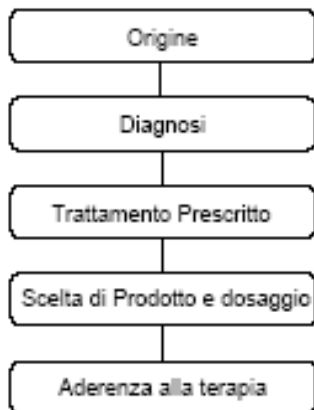 Origine
Diagnosi
Trattamento Prescritto
Scelta di Prodotto e dosaggio
Aderenza alla terapia